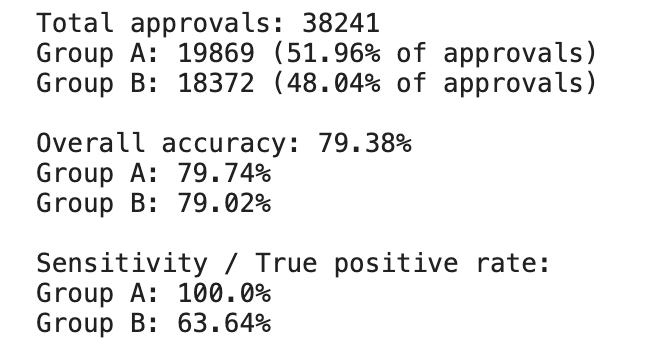 Total approvals: 38241
Group A: 19869 (51.96% of approvals)
Group B: 18372 (48.04% of approvals)
Overall accuracy: 79.38%
Group A: 79.74%
Group B: 79.02%
Sensitivity / True positive rate:
Group A: 100.0%
Group B: 63.64%